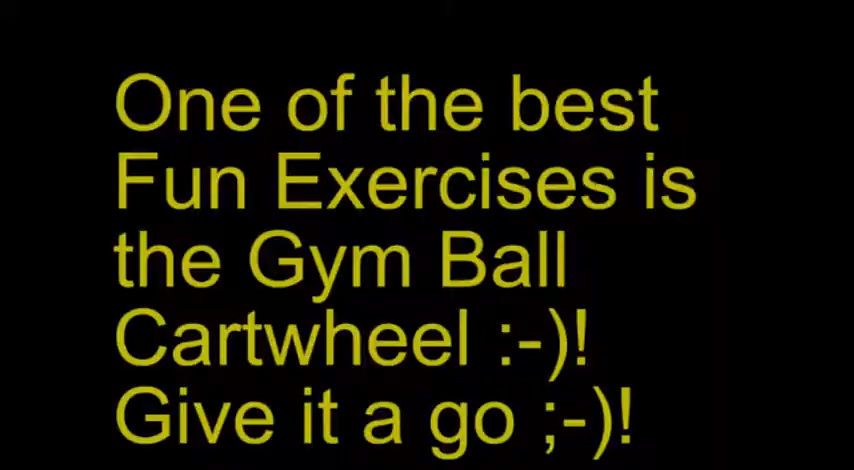 One of the best
Fun Exercises is
the Gym Ball
Cartwheel :-)!
Give it a go ;-)!